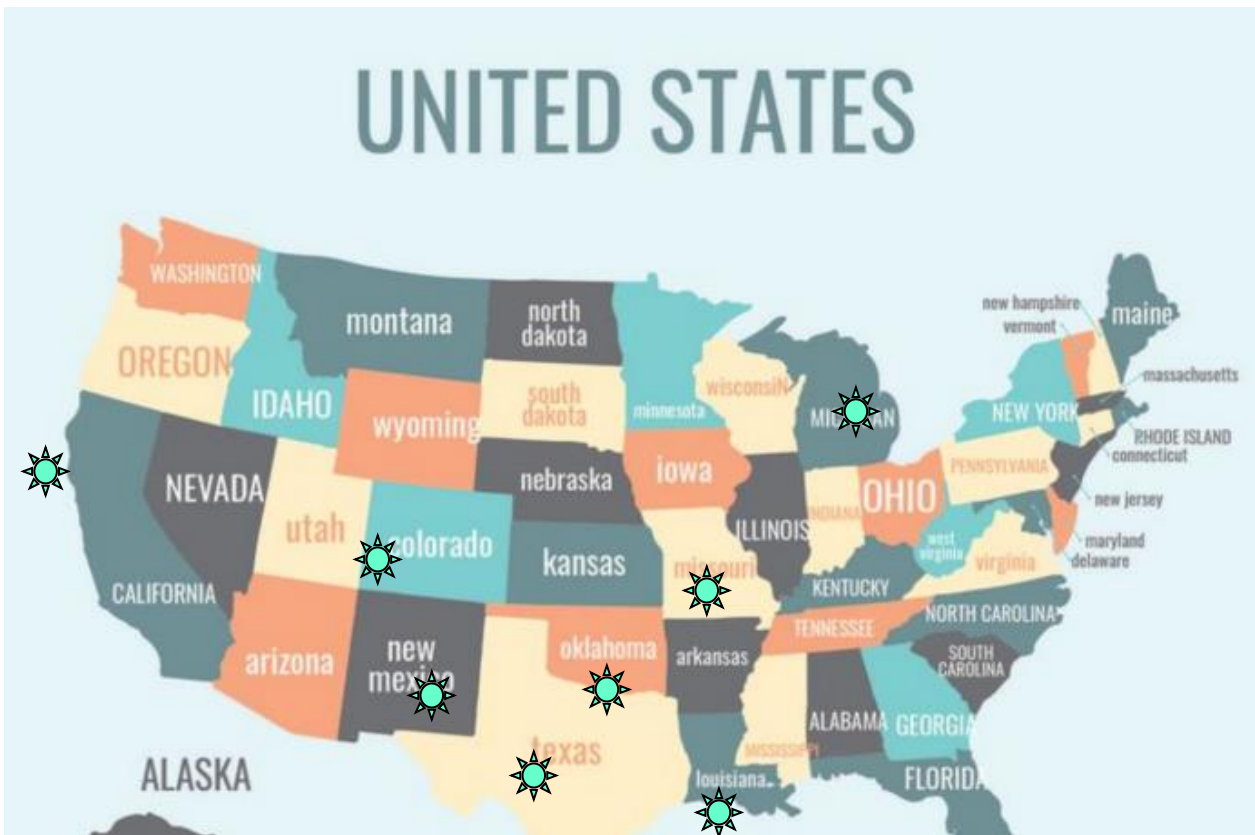 UNITED STATES
WASHINGTON
OREGON
IDAHO
montana
north
dakota
south
dakota
wyoming
minnesota
wisconsiN
new hampshire
vermont
maine
massachusetts
NEW YORK
RHODE ISLAND
connecticut
PENNSYLVANIA
new jersey
maryland
delaware
NEVADA
utah
colorado
nebraska
iowa
ILLINOIS
INDIANA
OHIO
west
virginia
virginia
CALIFORNIA
kansas
missouri
KENTUCKY
NORTH CAROLINA
TENNESSEE
SOUTH
CAROLINA
arizona
new
mexico
oklahoma
arkansas
texas
louisiana
MISSISSIPPI
ALABAMA
GEORGIA
FLORIDA
ALASKA